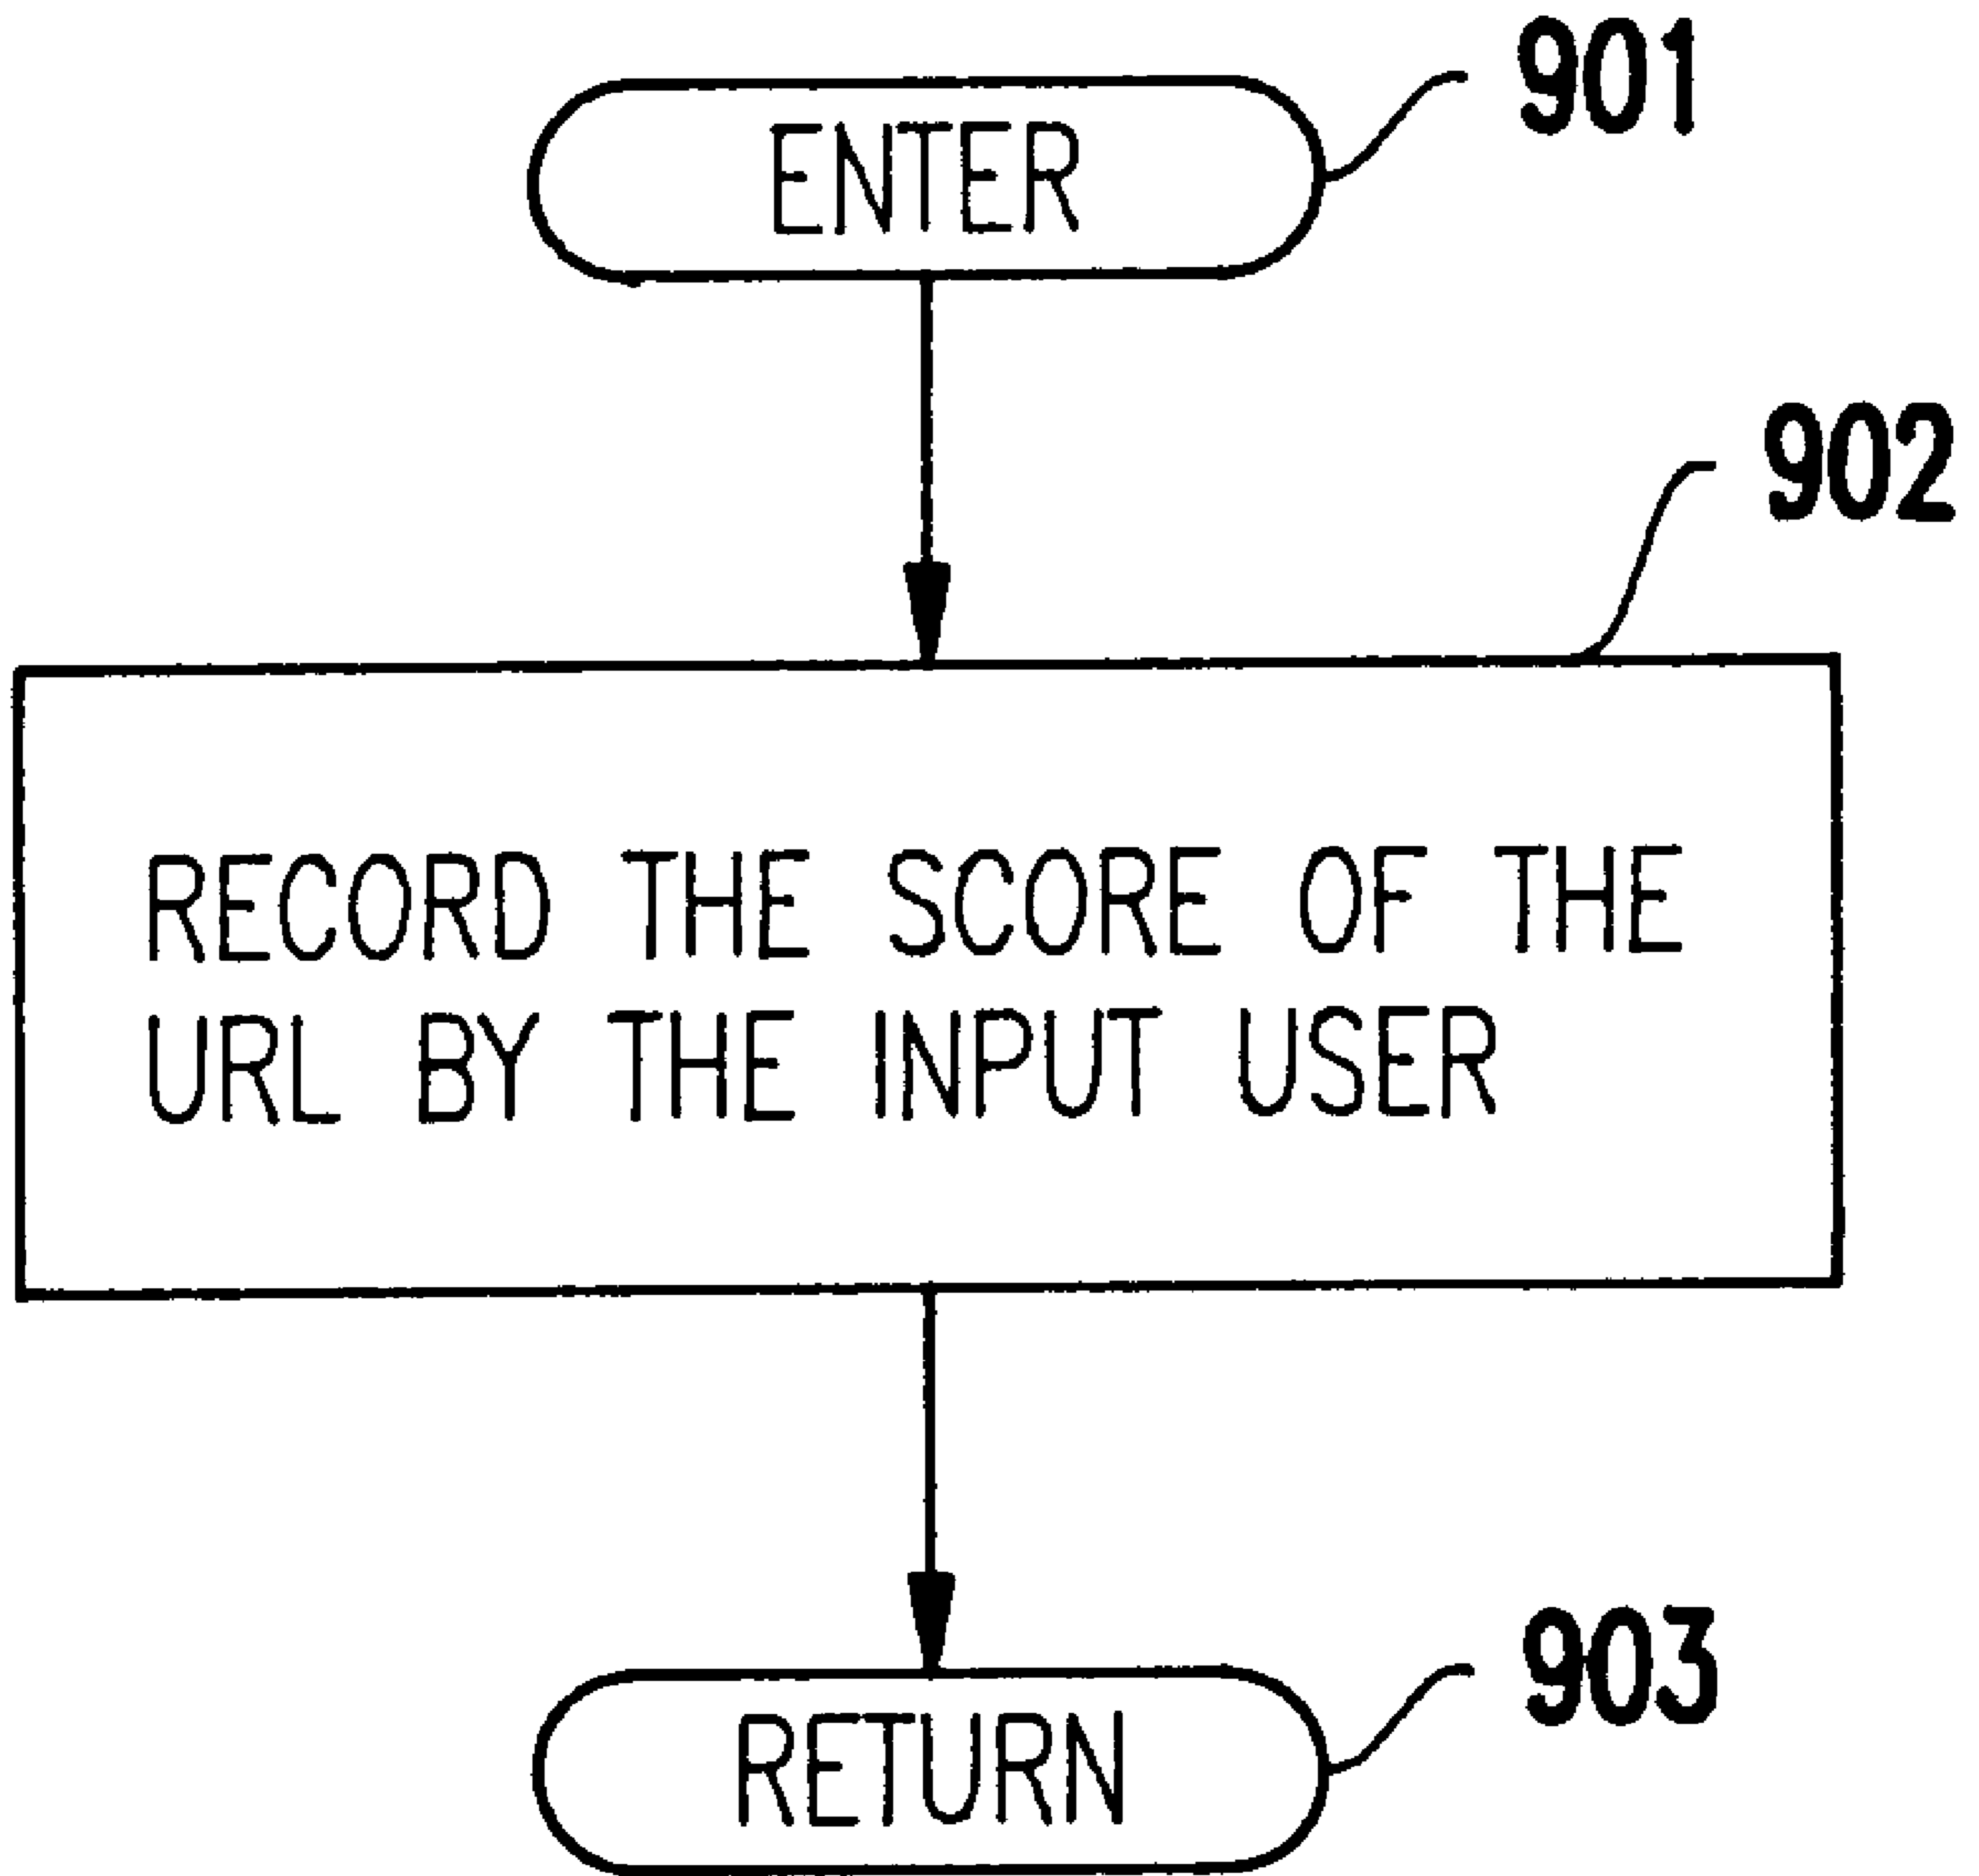 901
ENTER
902
RECORD THE SCORE OF THE
URL BY THE INPUT USER
903
RETURN